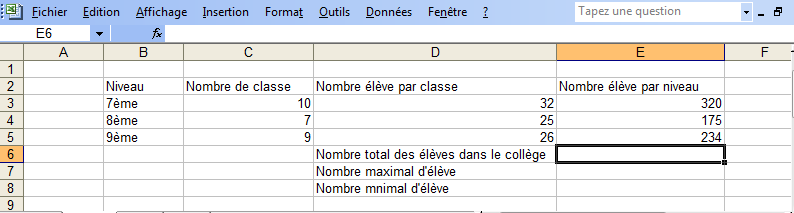 Fichier Edition Affichage Insertion Format Outils Données Fenêtre ? Tapez une question
E6 fx
A B C D E F
1
2 Niveau Nombre de classe Nombre élève par classe Nombre élève par niveau
3 7ème 10 32 320
4 8ème 7 25 175
5 9ème 9 26 234
6 Nombre total des élèves dans le collège
7 Nombre maximal d'élève
8 Nombre mnimal d'élève
9